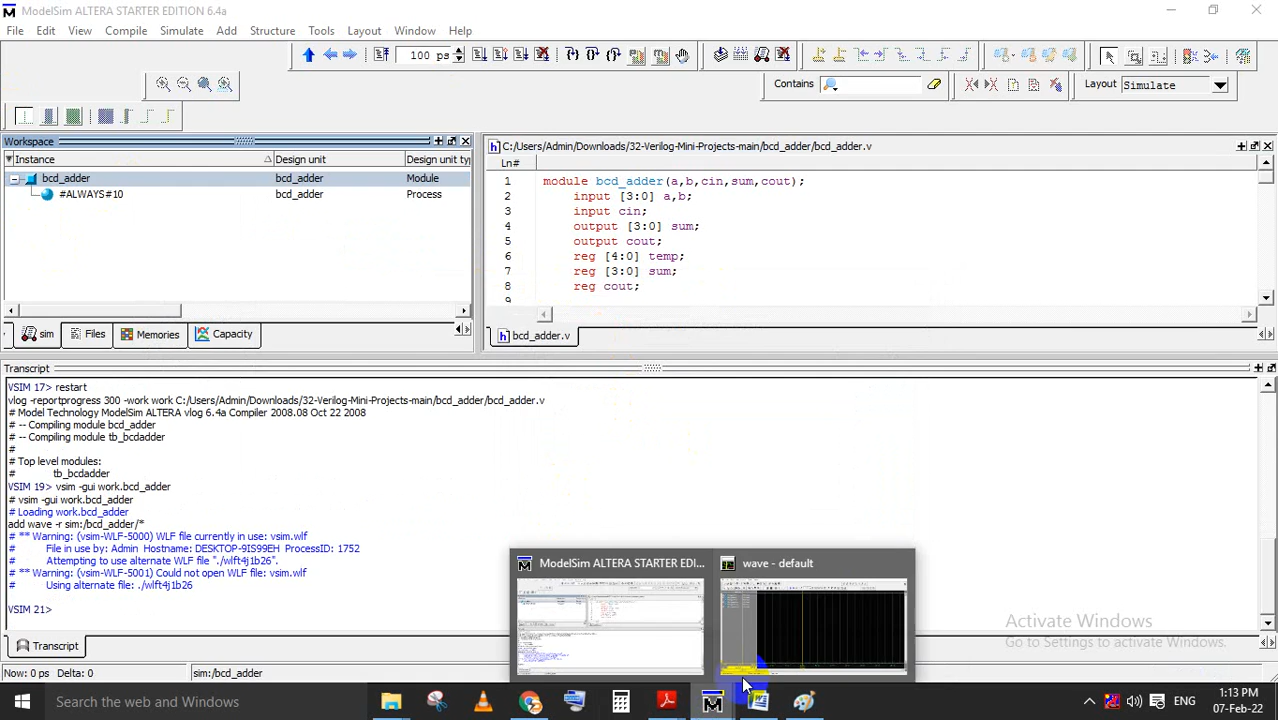 ModelSim ALTERA STARTER EDITION 6.4a
File Edit View Compile Simulate Add Structure Tools Layout Window Help
100 ps
Contains
Layout Simulate
Workspace
Instance Design unit Design unit typ
bcd_adder bcd_adder Module
#ALWAYS#10 bcd_adder Process
sim Files Memories Capacity
C:/Users/Admin/Downloads/32-Verilog-Mini-Projects-main/bcd_adder/bcd_adder.v
Ln#
1 module bcd_adder(a,b,cin,sum,cout);
2 input [3:0] a,b;
3 input cin;
4 output [3:0] sum;
5 output cout;
6 reg [4:0] temp;
7 reg [3:0] sum;
8 reg cout;
9
bcd_adder.v
Transcript
VSIM 17> restart
vlog -reportprogress 300 -work work C:/Users/Admin/Downloads/32-Verilog-Mini-Projects-main/bcd_adder/bcd_adder.v
# Model Technology ModelSim ALTERA vlog 6.4a Compiler 2008.08 Oct 22 2008
# -- Compiling module bcd_adder
# -- Compiling module tb_bcdadder
#
# Top level modules:
# tb_bcdadder
VSIM 19> vsim -gui work.bcd_adder
# vsim -gui work.bcd_adder
# Loading work.bcd_adder
add wave -r sim:/bcd_adder/*
# ** Warning: (vsim-WLF-5000) WLF file currently in use: vsim.wlf
# File in use by: Admin Hostname: DESKTOP-9IS99EH ProcessID: 1752
# Attempting to use alternate WLF file "./wlft4j1b26".
# ** Warning: (vsim-WLF-5001) Could not open WLF file: vsim.wlf
# Using alternate file: ./wlft4j1b26
VSIM 21>
Transcript
ModelSim ALTERA STARTER EDI...
wave - default
Activate Windows
Go to Settings to activate Windows.
Now: ps Delta: 0 sim:/bcd_adder
Search the web and Windows
ENG
1:13 PM
07-Feb-22